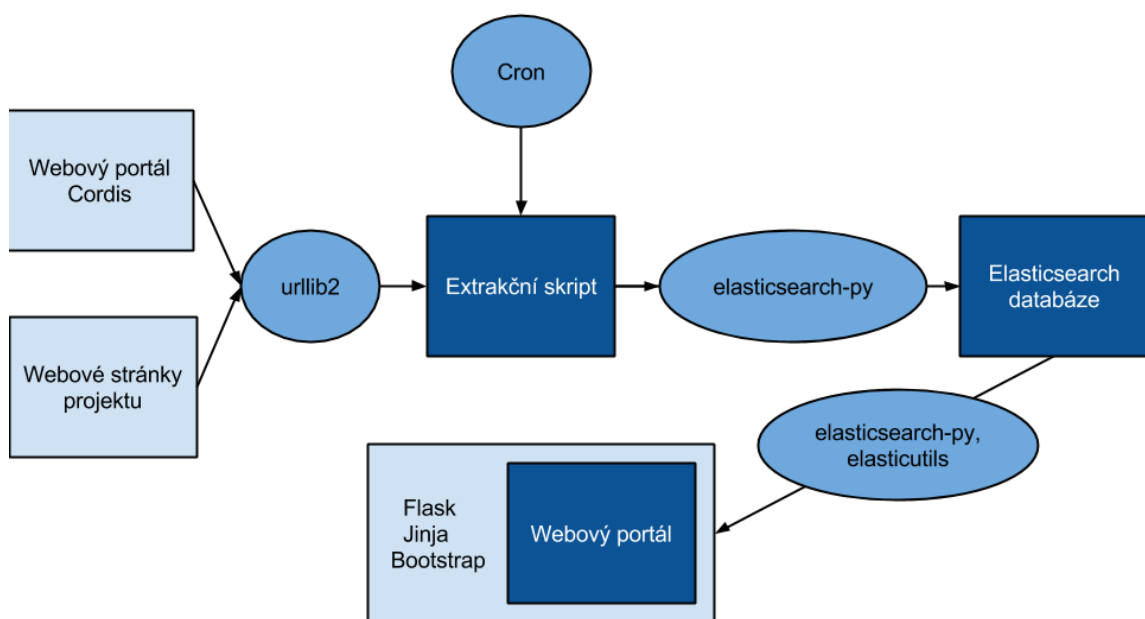 Cron
Webový portál
Cordis
urllib2
Extrakční skript
elasticsearch-py
Elasticsearch
databáze
Webové stránky
projektu
elasticsearch-py,
elasticutils
Flask
Jinja
Bootstrap
Webový portál